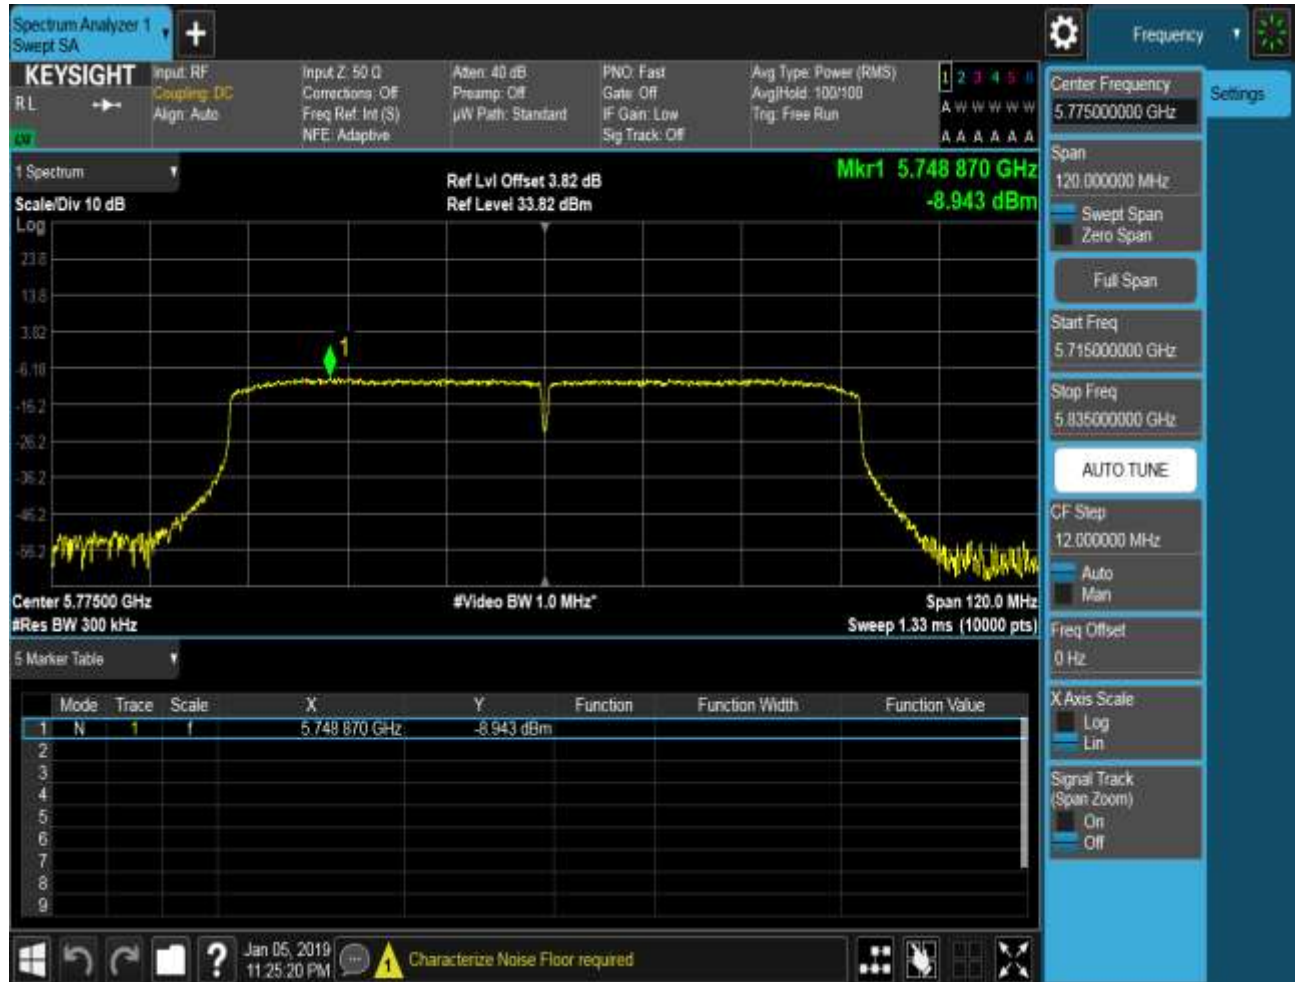 Spectrum Analyzer 1
Swept SA
Frequency
KEYSIGHT
RL
Input: RF
Coupling: DC
Align: Auto
Input Z: 50 Ω
Corrections: Off
Freq Ref: Int (S)
NFE: Adaptive
Atten: 40 dB
Preamp: Off
µW Path: Standard
PNO: Fast
Gate: Off
IF Gain: Low
Sig Track: Off
Avg Type: Power (RMS)
Avg|Hold: 100/100
Trig: Free Run
1 2 3 4 5 6
A W W W W W
A A A A A A
1 Spectrum
Scale/Div 10 dB
Ref Lvl Offset 3.82 dB
Ref Level 33.82 dBm
Mkr1 5.748 870 GHz
-8.943 dBm
Log
23.8
13.8
3.82
-6.18
-16.2
-26.2
-36.2
-46.2
-56.2
1
Center 5.77500 GHz
#Res BW 300 kHz
#Video BW 1.0 MHz*
Span 120.0 MHz
Sweep 1.33 ms (10000 pts)
5 Marker Table
Mode Trace Scale X Y Function Function Width Function Value
1 N 1 f 5.748 870 GHz -8.943 dBm
2
3
4
5
6
7
8
9
Jan 05, 2019
11:25:20 PM
1
Characterize Noise Floor required
Settings
Center Frequency
5.775000000 GHz
Span
120.000000 MHz
Swept Span
Zero Span
Full Span
Start Freq
5.715000000 GHz
Stop Freq
5.835000000 GHz
AUTO TUNE
CF Step
12.000000 MHz
Auto
Man
Freq Offset
0 Hz
X Axis Scale
Log
Lin
Signal Track
(Span Zoom)
On
Off